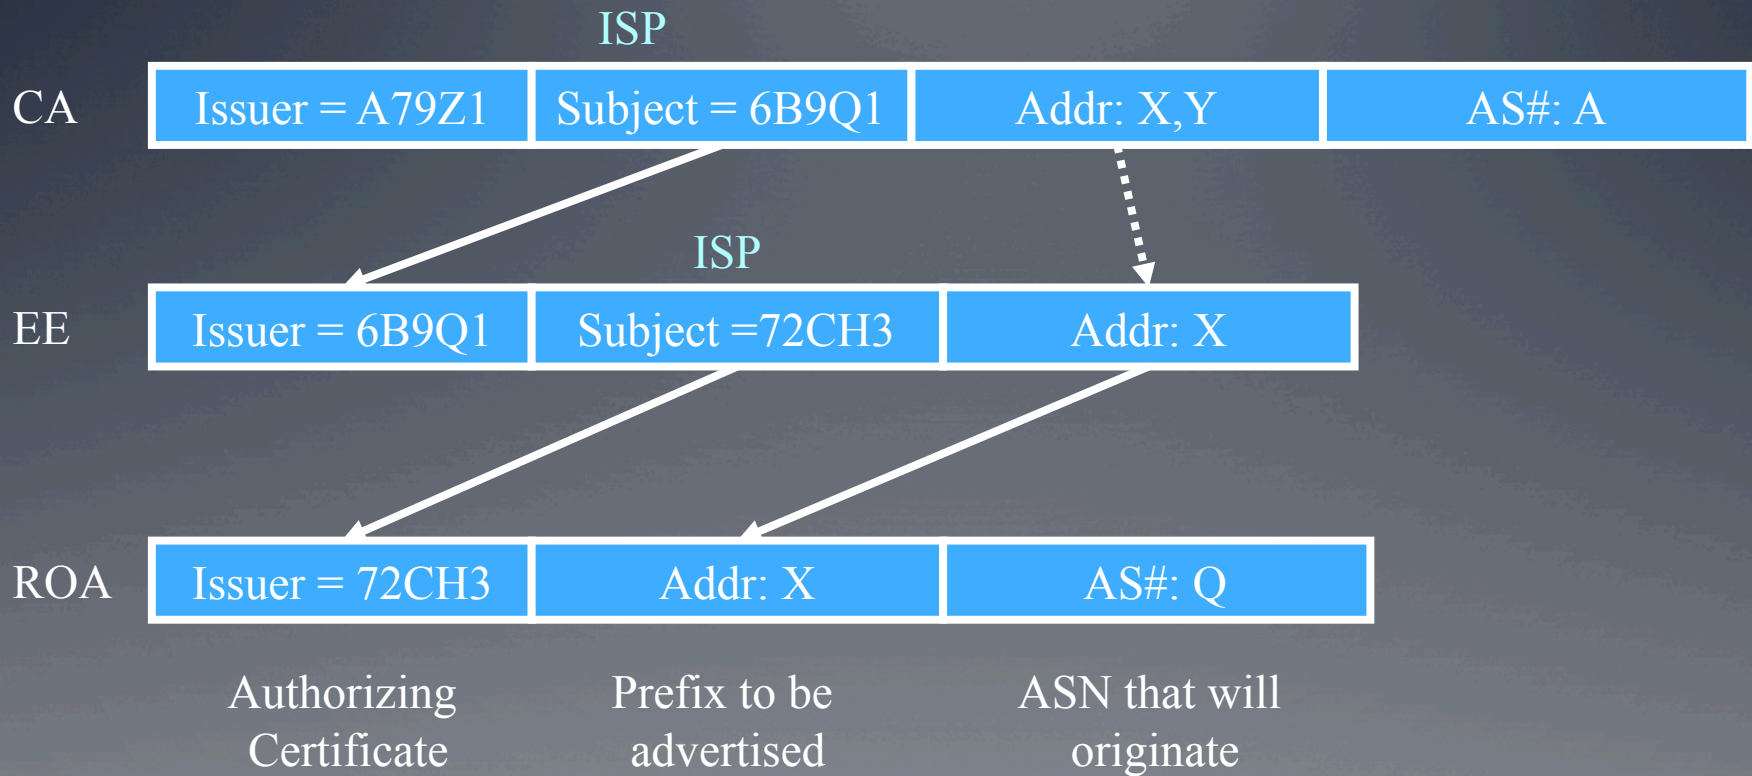 ISP
CA
Issuer = A79Z1
Subject = 6B9Q1
Addr: X,Y
AS#: A
ISP
EE
Issuer = 6B9Q1
Subject =72CH3
Addr: X
ROA
Issuer = 72CH3
Addr: X
AS#: Q
Authorizing
Certificate
Prefix to be
advertised
ASN that will
originate